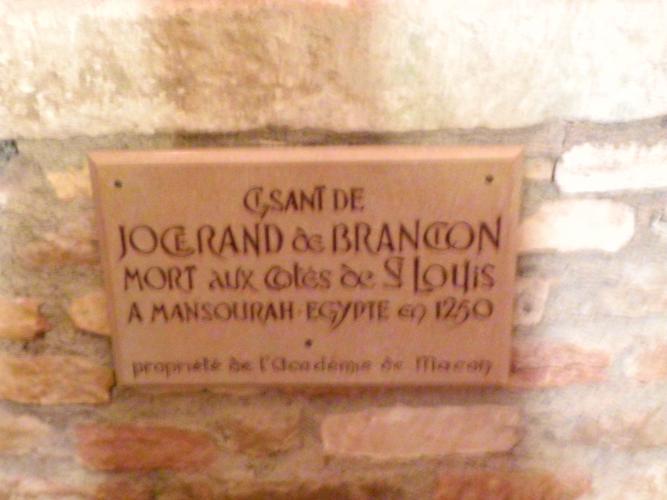 GISANT DE
JOCERAND de BRANCION
MORT aux cotés de St Louis
A MANSOURAH · EGYPTE en 1250
propriété de l'Académie de Macon